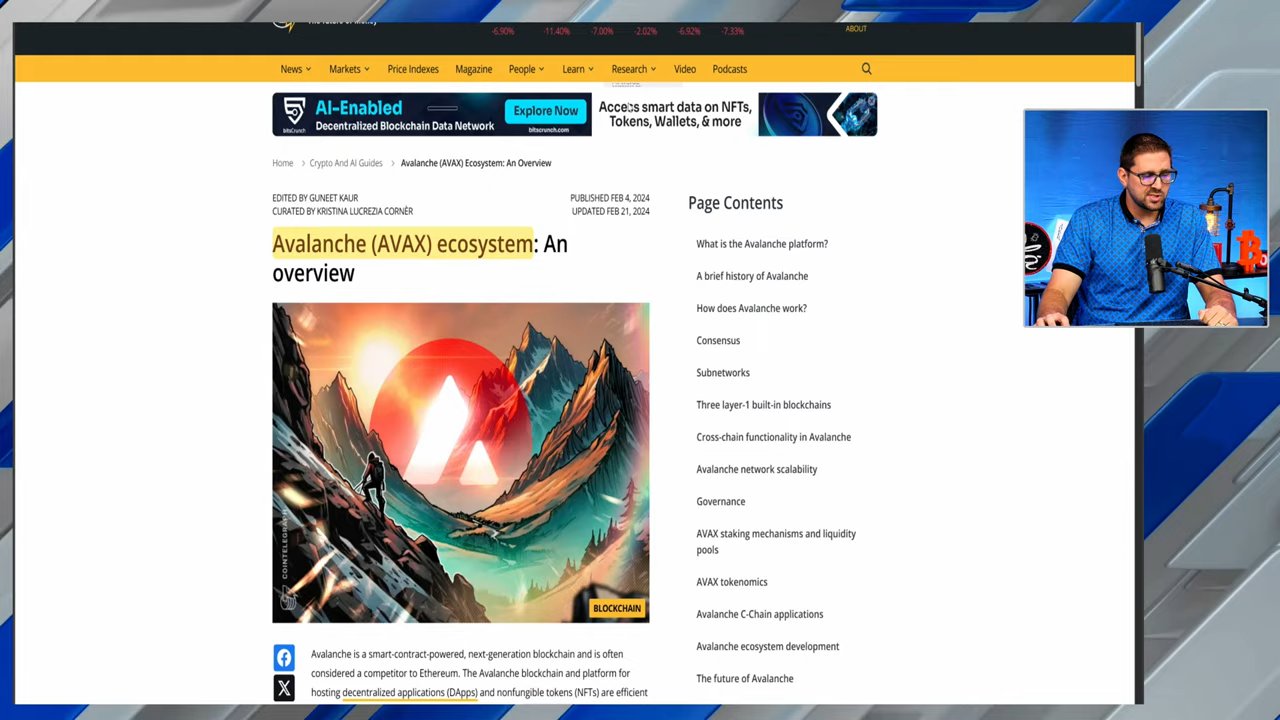 The Future of Money
-6.90% -11.40% -7.00% -2.02% -6.92% -7.33%
ABOUT
News Markets Price Indexes Magazine People Learn Research Video Podcasts
bitsCrunch
AI-Enabled
Decentralized Blockchain Data Network
Explore Now
bitscrunch.com
Access smart data on NFTs,
Tokens, Wallets, & more
Home > Crypto And AI Guides > Avalanche (AVAX) Ecosystem: An Overview
EDITED BY GUNEET KAUR
CURATED BY KRISTINA LUCREZIA CORNÈR
PUBLISHED FEB 4, 2024
UPDATED FEB 21, 2024
Avalanche (AVAX) ecosystem: An
overview
COINTELEGRAPH
BLOCKCHAIN
Avalanche is a smart-contract-powered, next-generation blockchain and is often
considered a competitor to Ethereum. The Avalanche blockchain and platform for
hosting decentralized applications (DApps) and nonfungible tokens (NFTs) are efficient
Page Contents
What is the Avalanche platform?
A brief history of Avalanche
How does Avalanche work?
Consensus
Subnetworks
Three layer-1 built-in blockchains
Cross-chain functionality in Avalanche
Avalanche network scalability
Governance
AVAX staking mechanisms and liquidity
pools
AVAX tokenomics
Avalanche C-Chain applications
Avalanche ecosystem development
The future of Avalanche